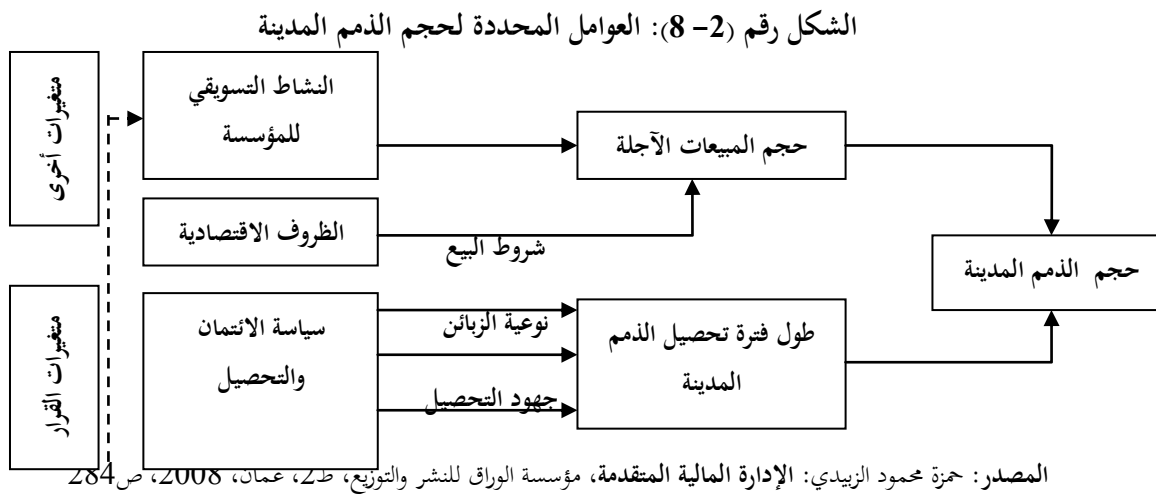 الشكل رقم (2- 8): العوامل المحددة لحجم الذمم المدينة
متغيرات أخرى
النشاط التسويقي
للمؤسسة
حجم المبيعات الآجلة
الظروف الاقتصادية
شروط البيع
حجم الذمم المدينة
متغيرات القرار
سياسة الائتمان
والتحصيل
نوعية الزبائن
جهود التحصيل
طول فترة تحصيل الذمم
المدينة
المصدر: حمزة محمود الزبيدي: الإدارة المالية المتقدمة، مؤسسة الوراق للنشر والتوزيع، ط2، عمان، 2008، ص284